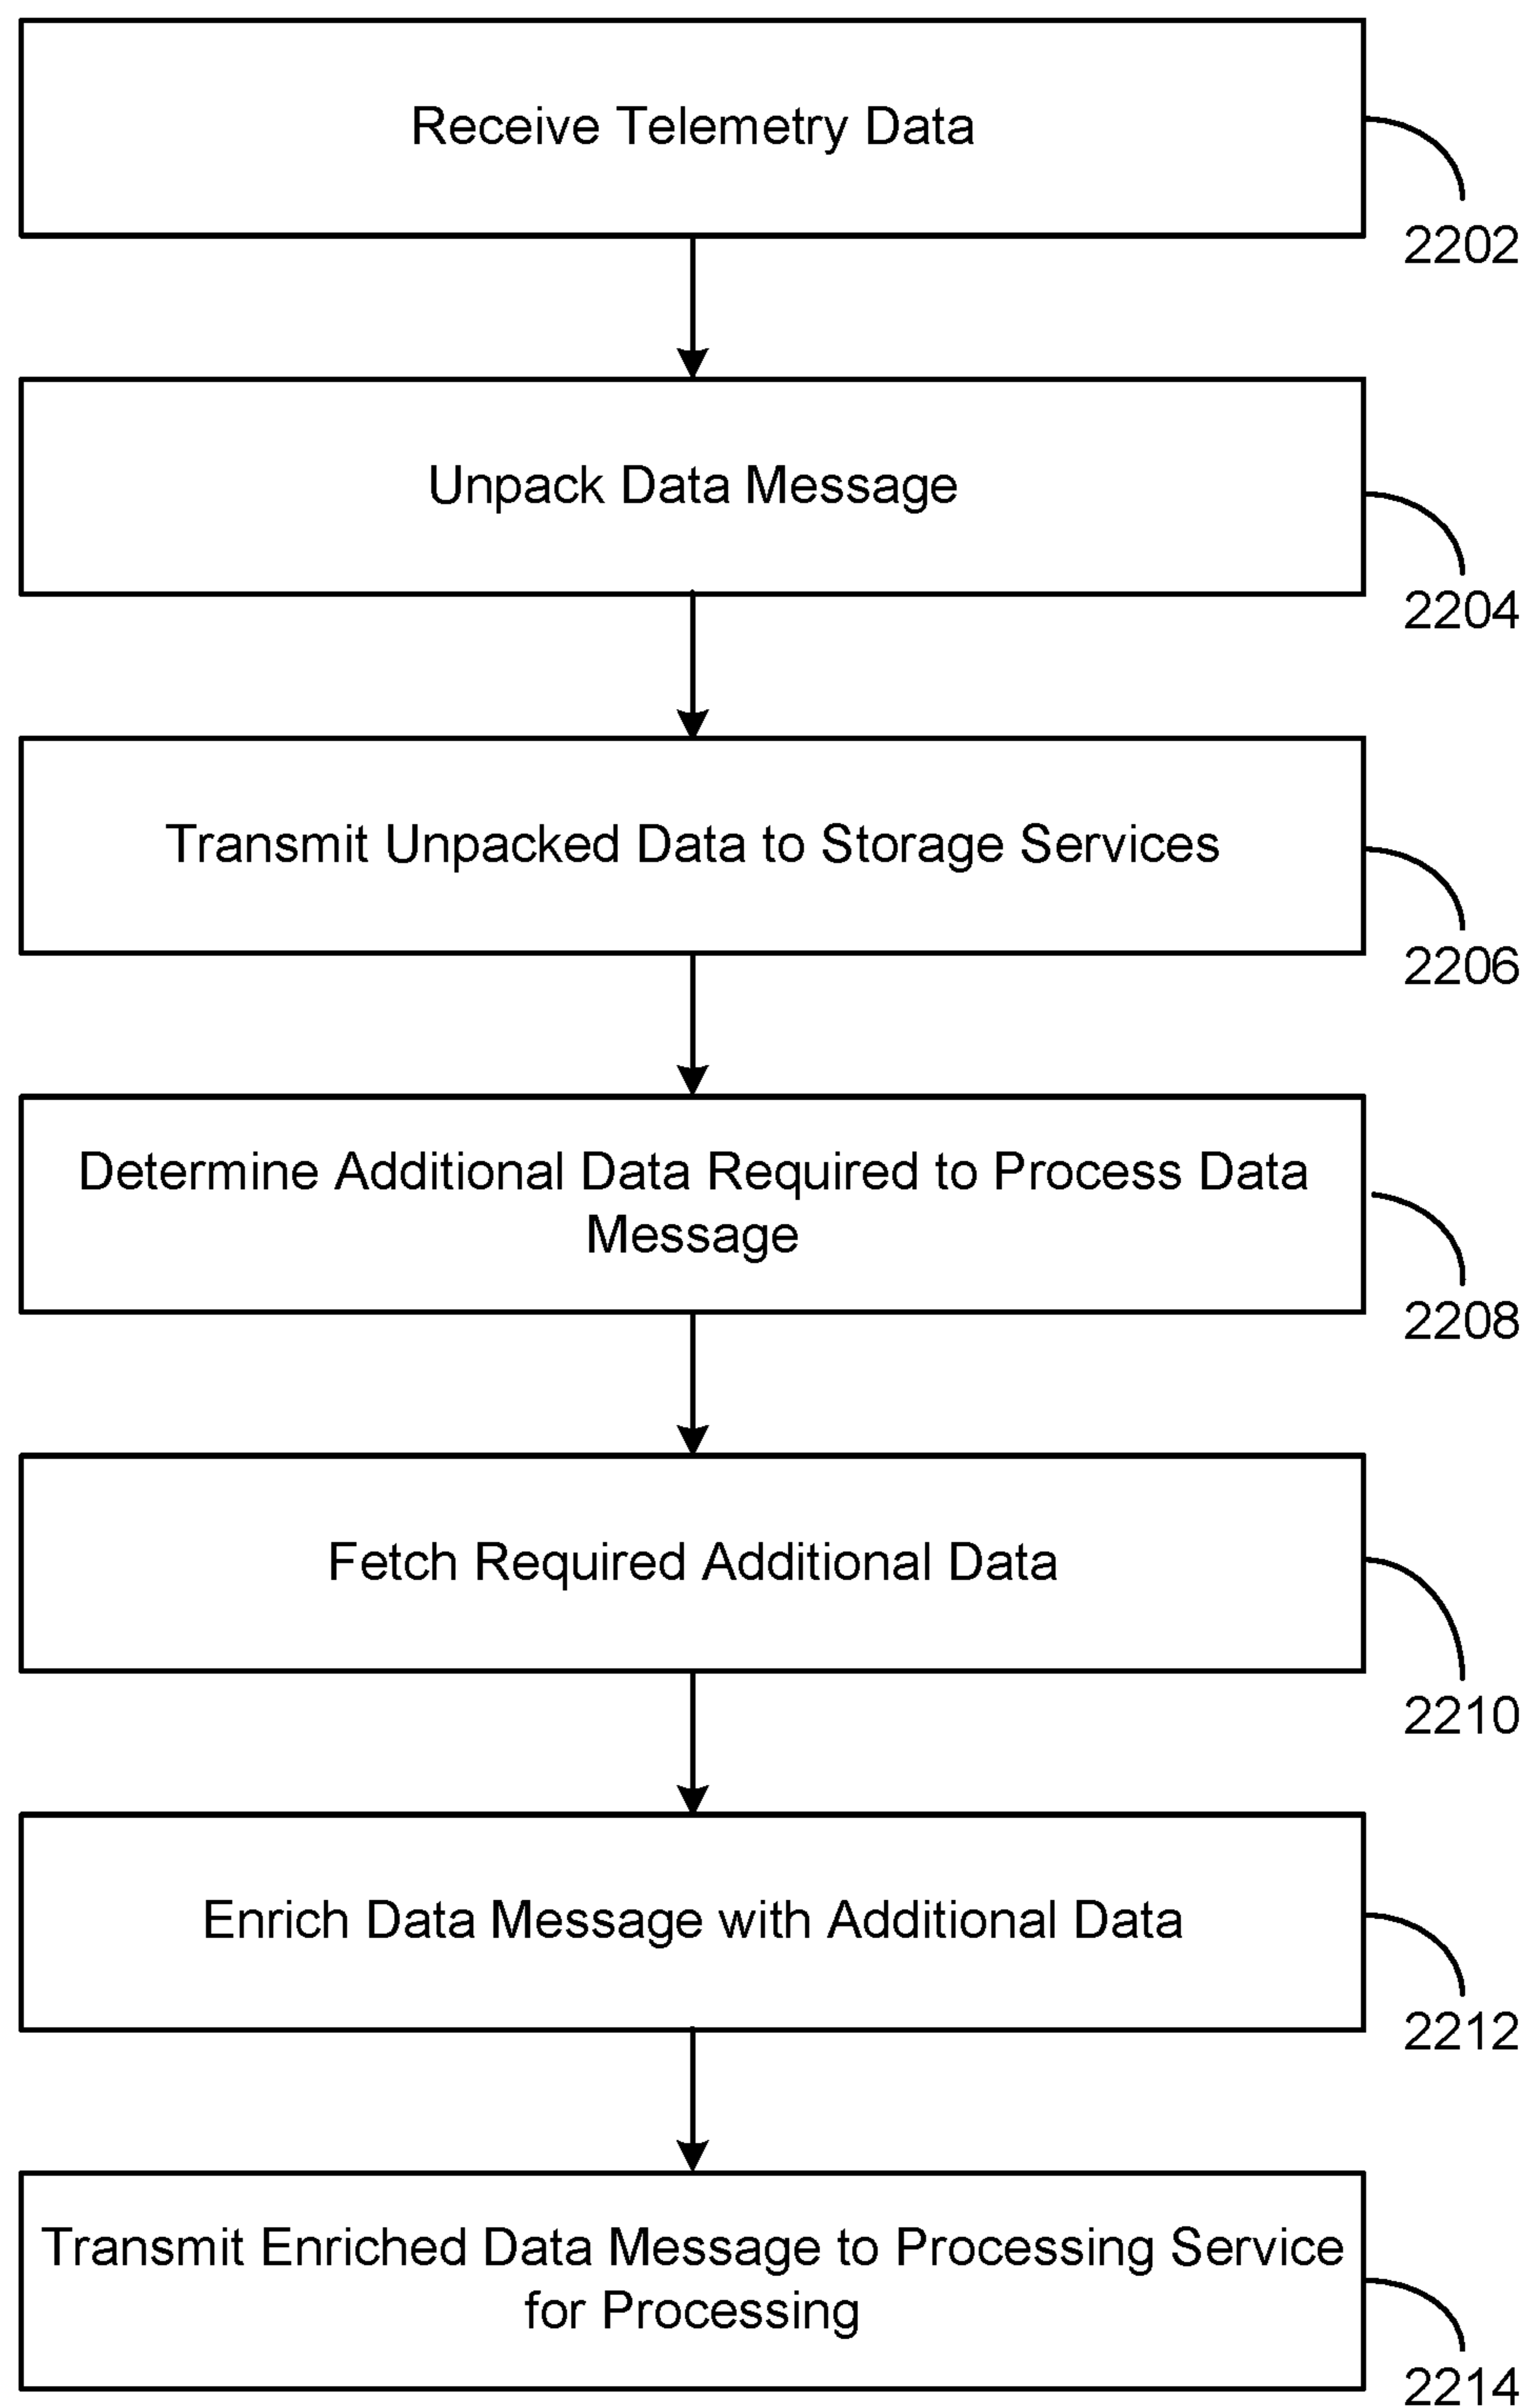 Receive Telemetry Data
2202
Unpack Data Message
2204
Transmit Unpacked Data to Storage Services
2206
Determine Additional Data Required to Process Data
Message
2208
Fetch Required Additional Data
2210
Enrich Data Message with Additional Data
2212
Transmit Enriched Data Message to Processing Service
for Processing
2214